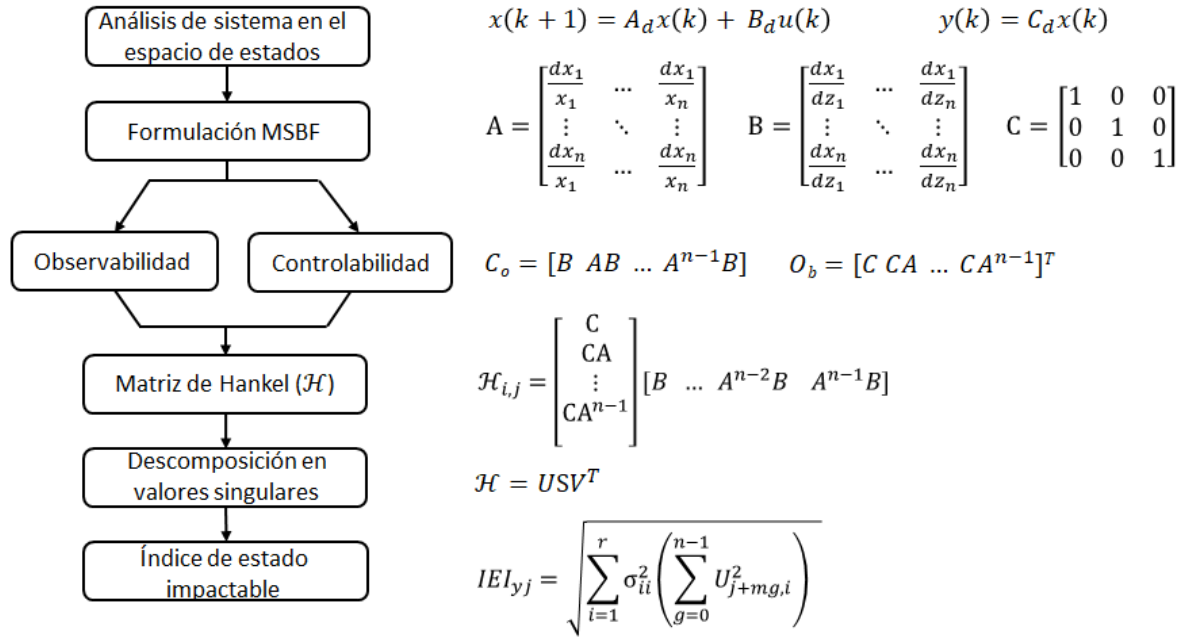 Análisis de sistema en el
espacio de estados
x(k + 1) = A_d x(k) + B_d u(k)     y(k) = C_d x(k)
Formulación MSBF
A = [dx_1/x_1 … dx_1/x_n ⋮ ⋱ ⋮ dx_n/x_1 … dx_n/x_n]     B = [dx_1/dz_1 … dx_1/dz_n ⋮ ⋱ ⋮ dx_n/dz_1 … dx_n/dz_n]     C = [1 0 0 0 1 0 0 0 1]
Observabilidad
Controlabilidad
C_o = [B AB … A^{n−1}B]     O_b = [C CA … CA^{n−1}]^T
Matriz de Hankel (ℋ)
ℋ_{i,j} = [C CA ⋮ CA^{n−1}] [B … A^{n−2}B A^{n−1}B]
Descomposición en
valores singulares
ℋ = USV^T
Índice de estado
impactable
IEI_{yj} = √(∑_{i=1}^{r} σ_{ii}^2 (∑_{g=0}^{n−1} U_{j+mg,i}^2))